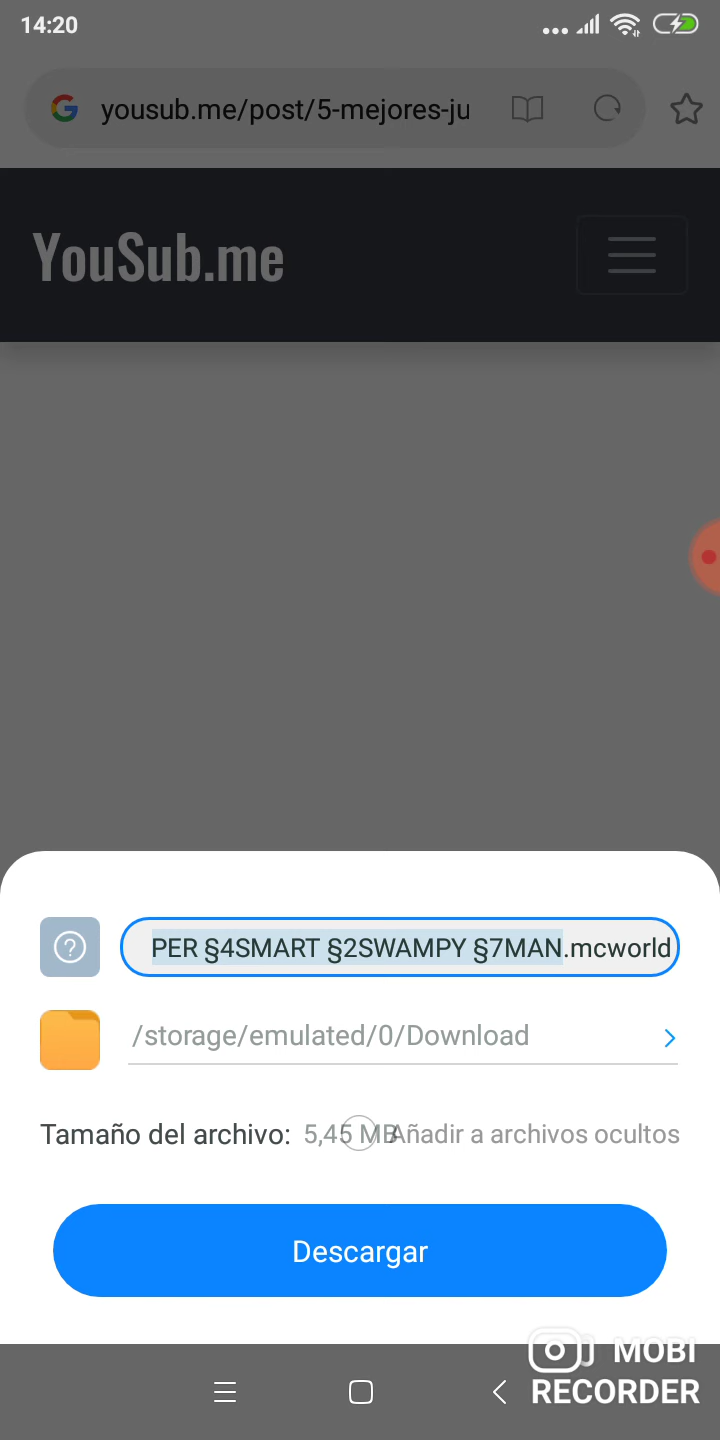 14:20
yousub.me/post/5-mejores-ju
YouSub.me
PER §4SMART §2SWAMPY §7MAN.mcworld
/storage/emulated/0/Download
Tamaño del archivo: 5,45 MB Añadir a archivos ocultos
Descargar
MOBI
RECORDER